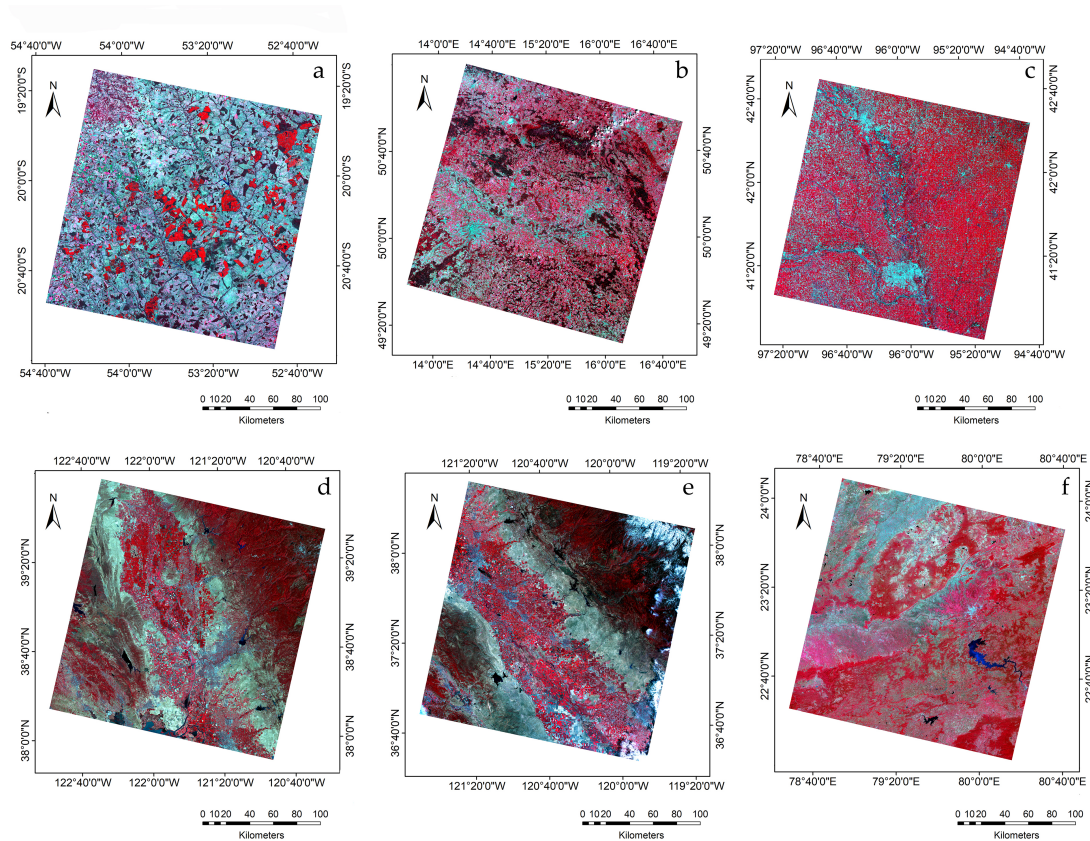 54°40'0"W 54°0'0"W 53°20'0"W 52°40'0"W
a
N
19°20'0"S 20°0'0"S 20°40'0"S
19°20'0"S 20°0'0"S 20°40'0"S
54°40'0"W 54°0'0"W 53°20'0"W 52°40'0"W
0 10 20 40 60 80 100
Kilometers
14°0'0"E 14°40'0"E 15°20'0"E 16°0'0"E 16°40'0"E
b
N
50°40'0"N 50°0'0"N 49°20'0"N
50°40'0"N 50°0'0"N 49°20'0"N
14°0'0"E 14°40'0"E 15°20'0"E 16°0'0"E 16°40'0"E
0 10 20 40 60 80 100
Kilometers
97°20'0"W 96°40'0"W 96°0'0"W 95°20'0"W 94°40'0"W
c
N
42°40'0"N 42°0'0"N 41°20'0"N
42°40'0"N 42°0'0"N 41°20'0"N
97°20'0"W 96°40'0"W 96°0'0"W 95°20'0"W 94°40'0"W
0 10 20 40 60 80 100
Kilometers
122°40'0"W 122°0'0"W 121°20'0"W 120°40'0"W
d
N
39°20'0"N 38°40'0"N 38°0'0"N
39°20'0"N 38°40'0"N 38°0'0"N
122°40'0"W 122°0'0"W 121°20'0"W 120°40'0"W
0 10 20 40 60 80 100
Kilometers
121°20'0"W 120°40'0"W 120°0'0"W 119°20'0"W
e
N
38°0'0"N 37°20'0"N 36°40'0"N
38°0'0"N 37°20'0"N 36°40'0"N
121°20'0"W 120°40'0"W 120°0'0"W 119°20'0"W
0 10 20 40 60 80 100
Kilometers
78°40'0"E 79°20'0"E 80°0'0"E 80°40'0"E
f
N
24°0'0"N 23°20'0"N 22°40'0"N
24°0'0"N 23°20'0"N 22°40'0"N
78°40'0"E 79°20'0"E 80°0'0"E 80°40'0"E
0 10 20 40 60 80 100
Kilometers